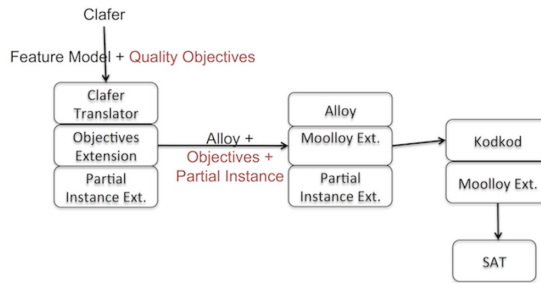 Clafer
Feature Model + Quality Objectives
Clafer
Translator
Objectives
Extension
Partial
Instance Ext.
Alloy +
Objectives +
Partial Instance
Alloy
Moolloy Ext.
Partial
Instance Ext.
Kodkod
Moolloy Ext.
SAT